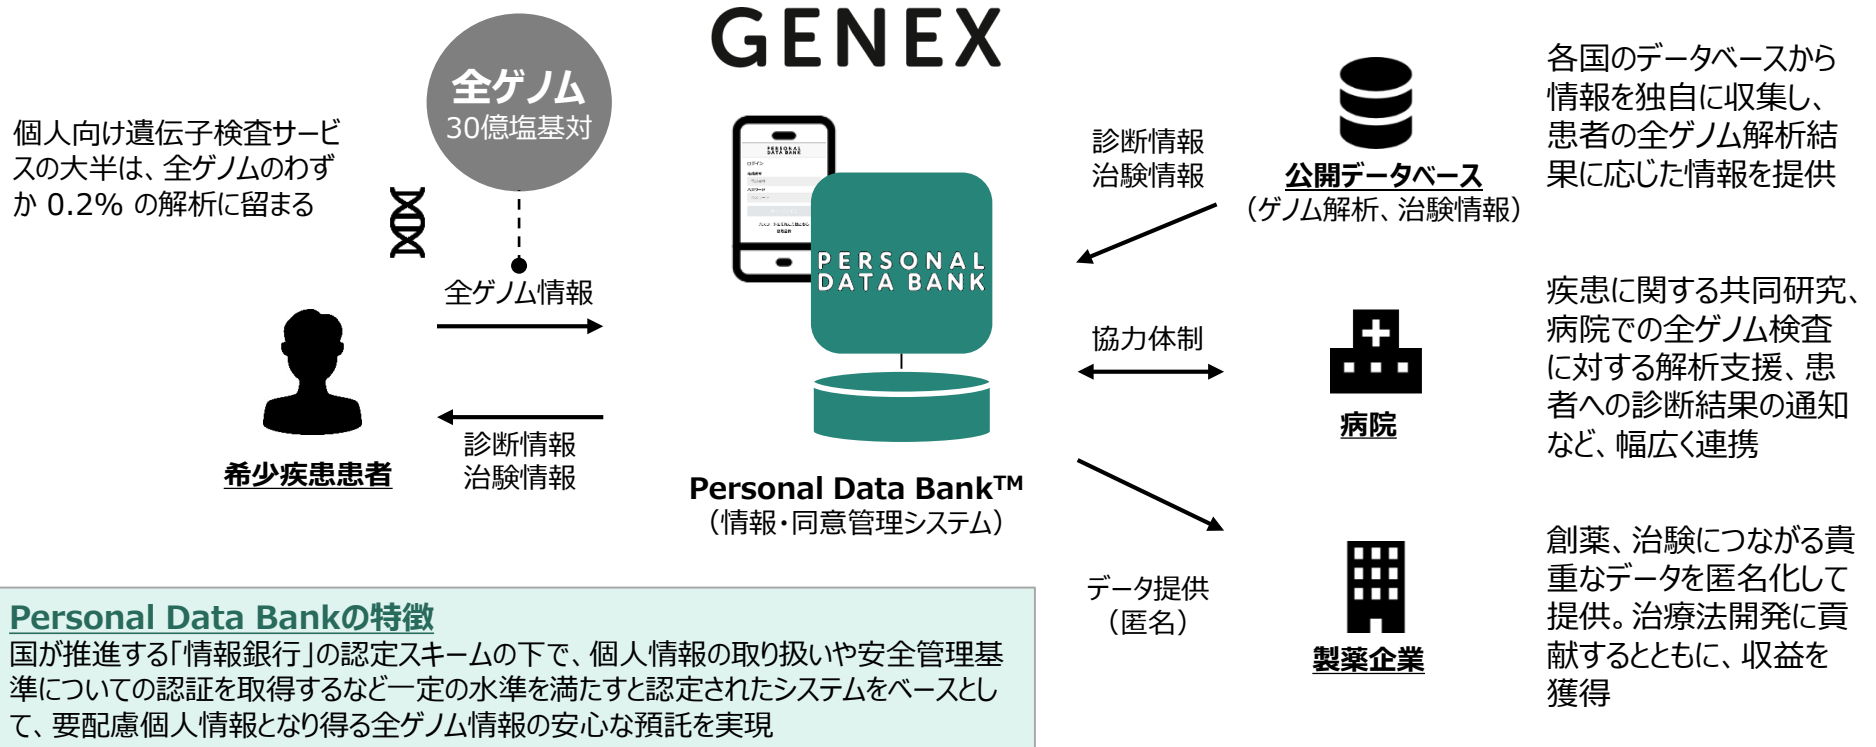 GENEX
全ゲノム
30億塩基対
個人向け遺伝子検査サービ
スの大半は、全ゲノムのわず
か 0.2% の解析に留まる
全ゲノム情報
診断情報
治験情報
希少疾患患者
PERSONAL
DATA BANK
ログイン
パスワード
PERSONAL
DATA BANK
Personal Data Bank™
（情報・同意管理システム）
診断情報
治験情報
公開データベース
（ゲノム解析、治験情報）
各国のデータベースから
情報を独自に収集し、
患者の全ゲノム解析結
果に応じた情報を提供
協力体制
病院
疾患に関する共同研究、
病院での全ゲノム検査
に対する解析支援、患
者への診断結果の通知
など、幅広く連携
データ提供
（匿名）
製薬企業
創薬、治験につながる貴
重なデータを匿名化して
提供。治療法開発に貢
献するとともに、収益を
獲得
Personal Data Bankの特徴
国が推進する「情報銀行」の認定スキームの下で、個人情報の取り扱いや安全管理基
準についての認証を取得するなど一定の水準を満たすと認定されたシステムをベースとし
て、要配慮個人情報となり得る全ゲノム情報の安心な預託を実現